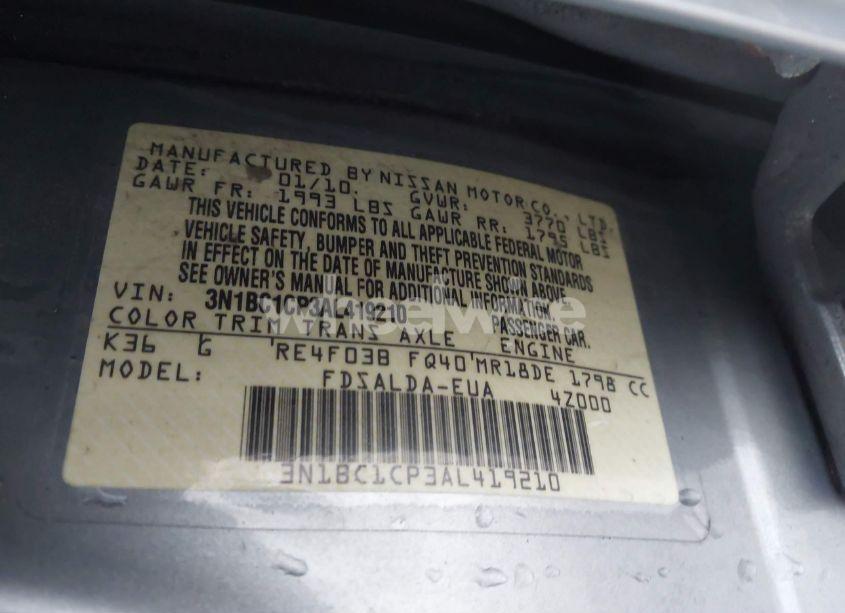 MANUFACTURED BY NISSAN MOTOR CO., LTD
DATE: 01/10. GVWR: 3770 LBS
GAWR FR: 1993 LBS GAWR RR: 1795 LBS
THIS VEHICLE CONFORMS TO ALL APPLICABLE FEDERAL MOTOR
VEHICLE SAFETY, BUMPER AND THEFT PREVENTION STANDARDS
IN EFFECT ON THE DATE OF MANUFACTURE SHOWN ABOVE
SEE OWNER'S MANUAL FOR ADDITIONAL INFORMATION.
VIN: 3N1BC1CP3AL419210 PASSENGER CAR.
COLOR TRIM TRANS AXLE ENGINE
K36 G RE4F03B FQ40 MR18DE 1798 CC
MODEL: FDSALDA-EUA 4Z000
3N1BC1CP3AL419210